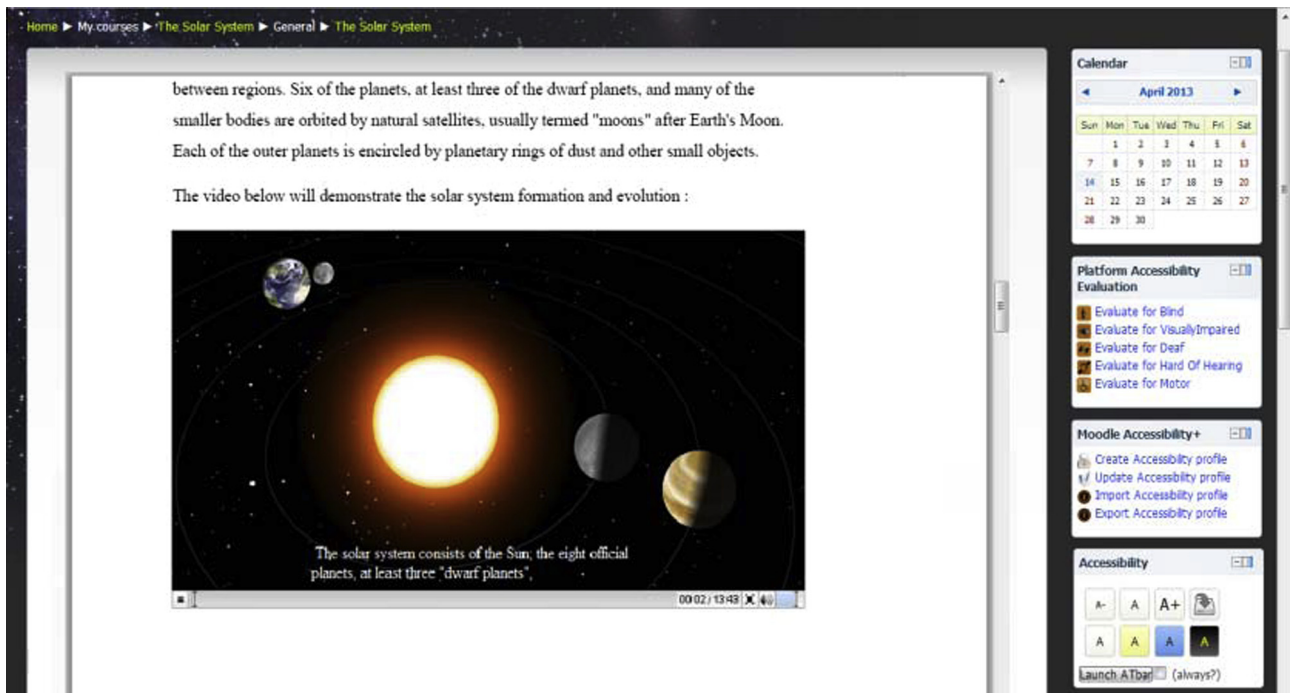 Home ► My courses ► The Solar System ► General ► The Solar System
between regions. Six of the planets, at least three of the dwarf planets, and many of the
smaller bodies are orbited by natural satellites, usually termed "moons" after Earth's Moon.
Each of the outer planets is encircled by planetary rings of dust and other small objects.
The video below will demonstrate the solar system formation and evolution :
The solar system consists of the Sun; the eight official
planets, at least three "dwarf planets",
00:02 / 13:43
Calendar
◄ April 2013 ►
Sun Mon Tue Wed Thu Fri Sat
1 2 3 4 5 6
7 8 9 10 11 12 13
14 15 16 17 18 19 20
21 22 23 24 25 26 27
28 29 30
Platform Accessibility
Evaluation
Evaluate for Blind
Evaluate for VisuallyImpaired
Evaluate for Deaf
Evaluate for Hard Of Hearing
Evaluate for Motor
Moodle Accessibility+
Create Accessibility profile
Update Accessibility profile
Import Accessibility profile
Export Accessibility profile
Accessibility
A- A A+
A A A A
Launch ATbar (always?)